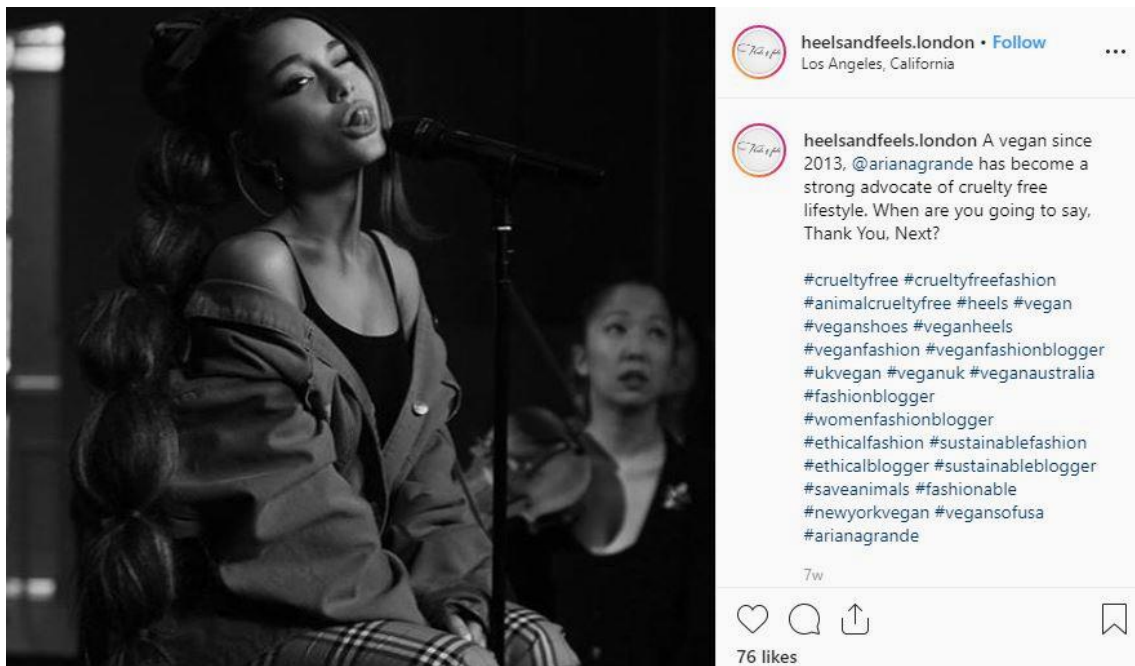 heelsandfeels.london • Follow
Los Angeles, California
heelsandfeels.london A vegan since
2013, @arianagrande has become a
strong advocate of cruelty free
lifestyle. When are you going to say,
Thank You, Next?
#crueltyfree #crueltyfreefashion
#animalcrueltyfree #heels #vegan
#veganshoes #veganheels
#veganfashion #veganfashionblogger
#ukvegan #veganuk #veganaustralia
#fashionblogger
#womenfashionblogger
#ethicalfashion #sustainablefashion
#ethicalblogger #sustainableblogger
#saveanimals #fashionable
#newyorkvegan #vegansofusa
#arianagrande
7w
76 likes